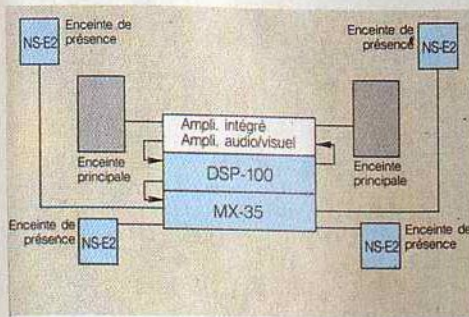 NS-E2
Enceinte de
présence
Enceinte de
présence
NS-E2
Enceinte
principale
Ampli. intégré
Ampli. audio/visuel
DSP-100
MX-35
Enceinte
principale
Enceinte de
présence
NS-E2
NS-E2
Enceinte de
présence